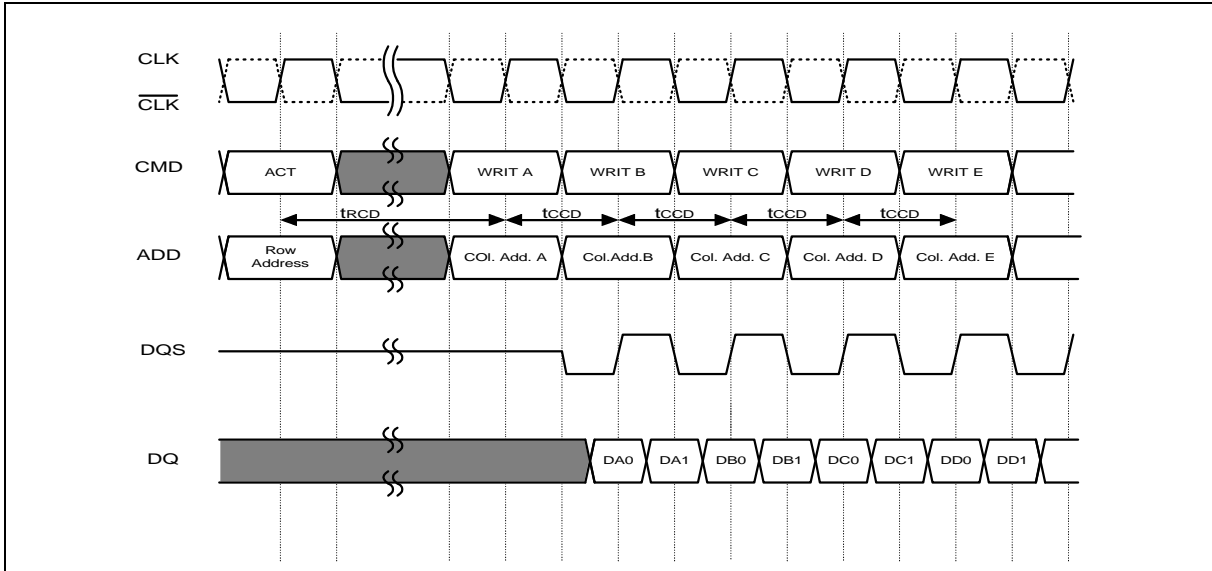 CLK
CLK
CMD
ACT
WRIT A
WRIT B
WRIT C
WRIT D
WRIT E
tRCD
tCCD
tCCD
tCCD
tCCD
ADD
Row
Address
COl. Add. A
Col.Add.B
Col. Add. C
Col. Add. D
Col. Add. E
DQS
DQ
DA0
DA1
DB0
DB1
DC0
DC1
DD0
DD1